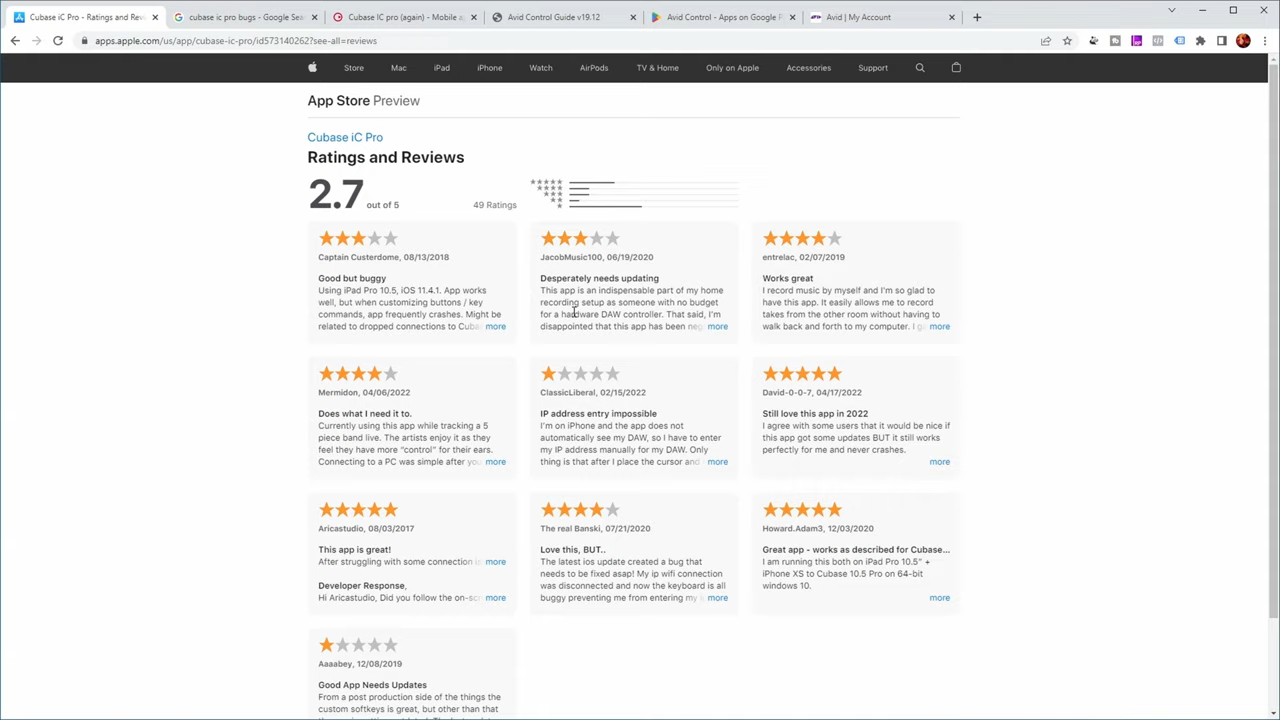 Cubase iC Pro - Ratings and Rev
cubase ic pro bugs - Google Sea
Cubase IC pro (again) - Mobile a
Avid Control Guide v19.12
Avid Control - Apps on Google P
Avid | My Account
apps.apple.com/us/app/cubase-ic-pro/id573140262?see-all=reviews
Store
Mac
iPad
iPhone
Watch
AirPods
TV & Home
Only on Apple
Accessories
Support
App Store Preview
Cubase iC Pro
Ratings and Reviews
2.7 out of 5
49 Ratings
Captain Custerdome, 08/13/2018
Good but buggy
Using iPad Pro 10.5, iOS 11.4.1. App works
well, but when customizing buttons / key
commands, app frequently crashes. Might be
related to dropped connections to Cuba more
JacobMusic100, 06/19/2020
Desperately needs updating
This app is an indispensable part of my home
recording setup as someone with no budget
for a hardware DAW controller. That said, I'm
disappointed that this app has been neg more
entrelac, 02/07/2019
Works great
I record music by myself and I'm so glad to
have this app. It easily allows me to record
takes from the other room without having to
walk back and forth to my computer. I g more
Mermidon, 04/06/2022
Does what I need it to.
Currently using this app while tracking a 5
piece band live. The artists enjoy it as they
feel they have more "control" for their ears.
Connecting to a PC was simple after you more
ClassicLiberal, 02/15/2022
IP address entry impossible
I'm on iPhone and the app does not
automatically see my DAW, so I have to enter
my IP address manually for my DAW. Only
thing is that after I place the cursor and more
David-0-0-7, 04/17/2022
Still love this app in 2022
I agree with some users that it would be nice if
this app got some updates BUT it still works
perfectly for me and never crashes.
more
Aricastudio, 08/03/2017
This app is great!
After struggling with some connection i more
Developer Response,
Hi Aricastudio, Did you follow the on-scr more
The real Banski, 07/21/2020
Love this, BUT..
The latest ios update created a bug that
needs to be fixed asap! My ip wifi connection
was disconnected and now the keyboard is all
buggy preventing me from entering my more
Howard.Adam3, 12/03/2020
Great app - works as described for Cubase...
I am running this both on iPad Pro 10.5" +
iPhone XS to Cubase 10.5 Pro on 64-bit
windows 10.
more
Aaaabey, 12/08/2019
Good App Needs Updates
From a post production side of the things the
custom softkeys is great, but other than that